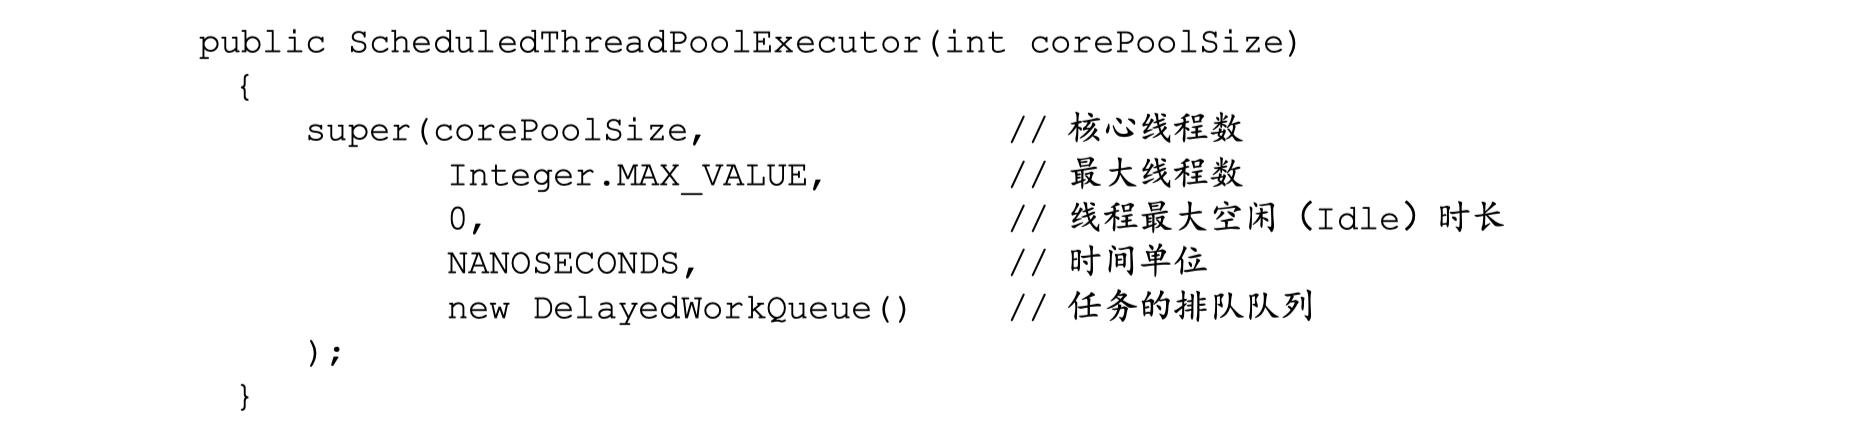 public ScheduledThreadPoolExecutor(int corePoolSize)
{
super(corePoolSize, // 核心线程数
Integer.MAX_VALUE, // 最大线程数
0, // 线程最大空闲（Idle）时长
NANOSECONDS, // 时间单位
new DelayedWorkQueue() // 任务的排队队列
);
}